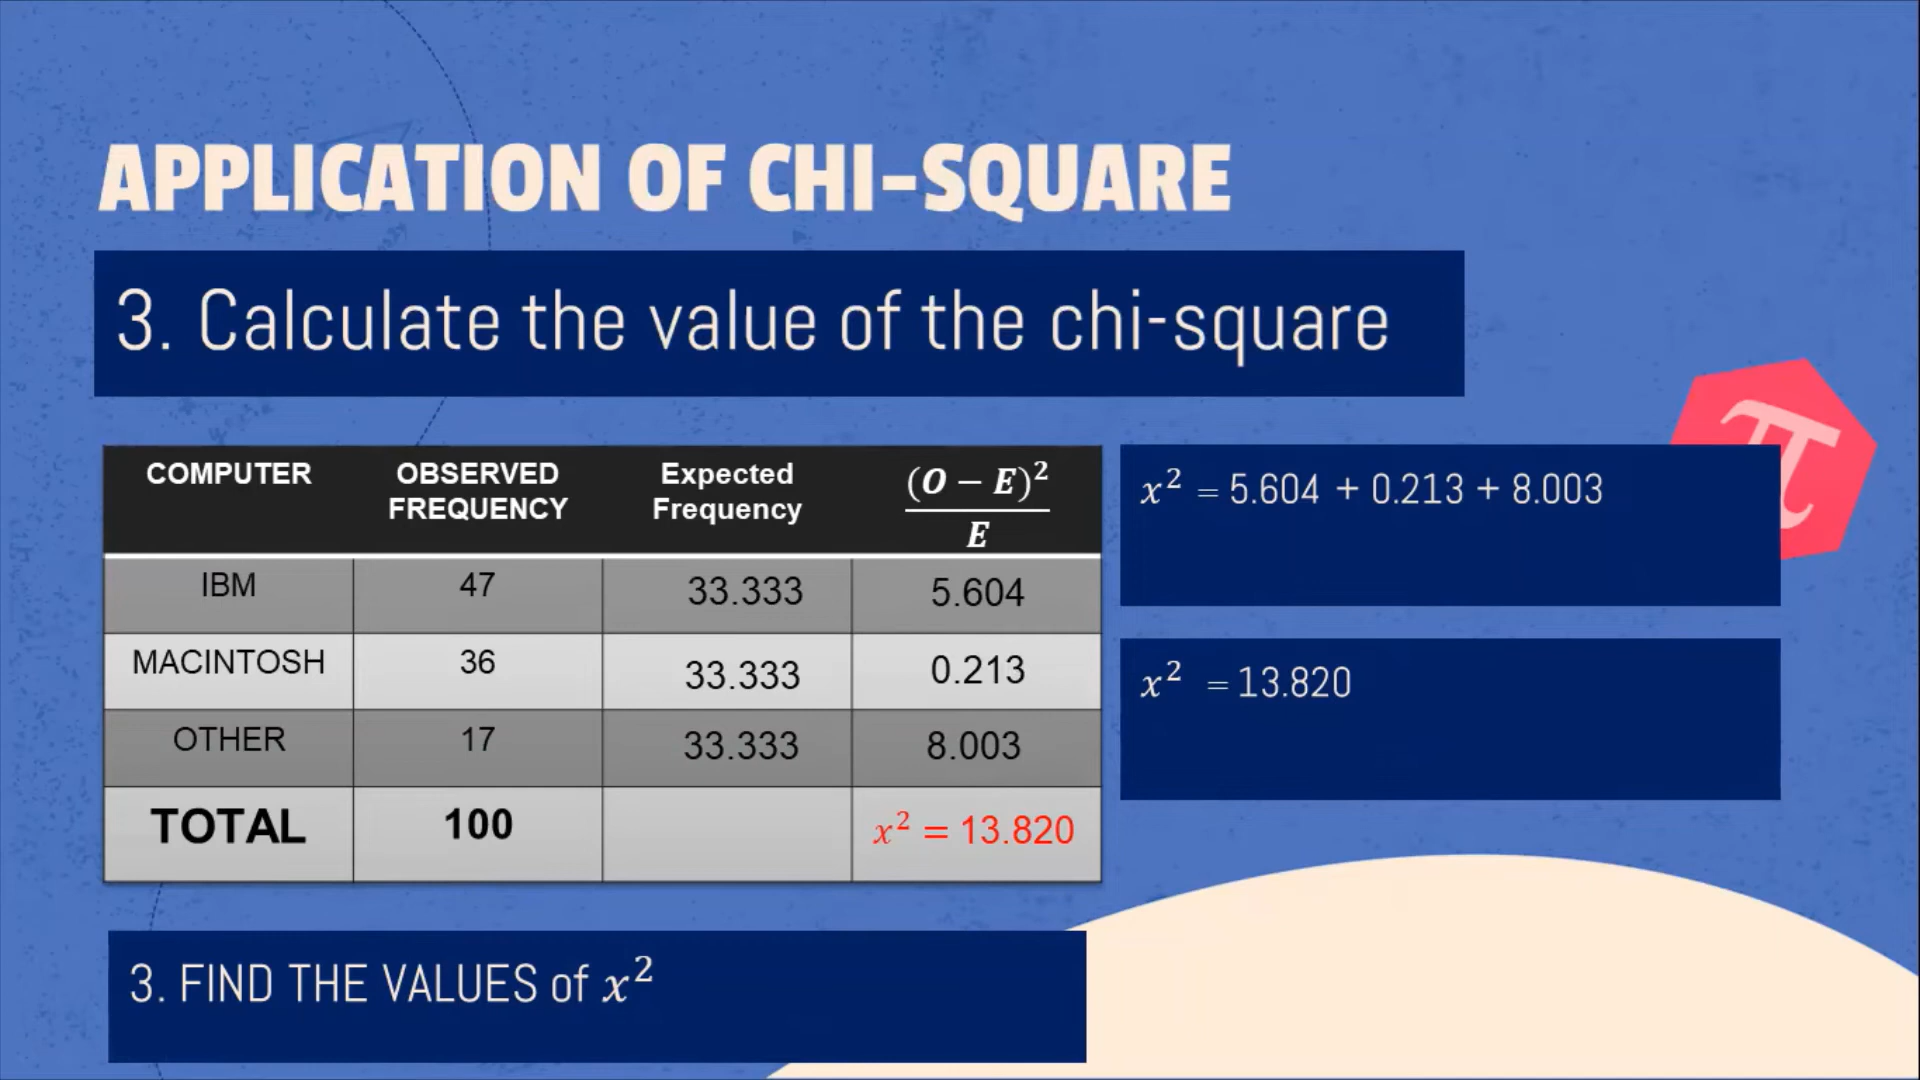 APPLICATION OF CHI-SQUARE
3. Calculate the value of the chi-square
COMPUTER OBSERVED FREQUENCY Expected Frequency (O − E)² / E
IBM 47 33.333 5.604
MACINTOSH 36 33.333 0.213
OTHER 17 33.333 8.003
TOTAL 100 x² = 13.820
x² = 5.604 + 0.213 + 8.003
x² = 13.820
π
3. FIND THE VALUES of x²